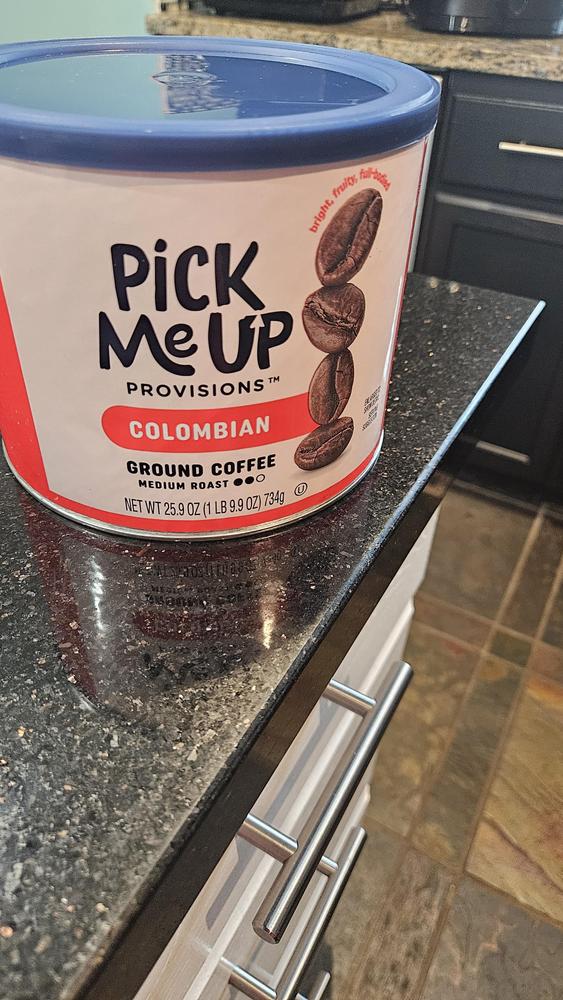 bright, fruity, full-bodied
PiCK
Me UP
PROVISIONS™
COLOMBIAN
GROUND COFFEE
MEDIUM ROAST
NET WT 25.9 OZ (1 LB 9.9 OZ) 734g
U